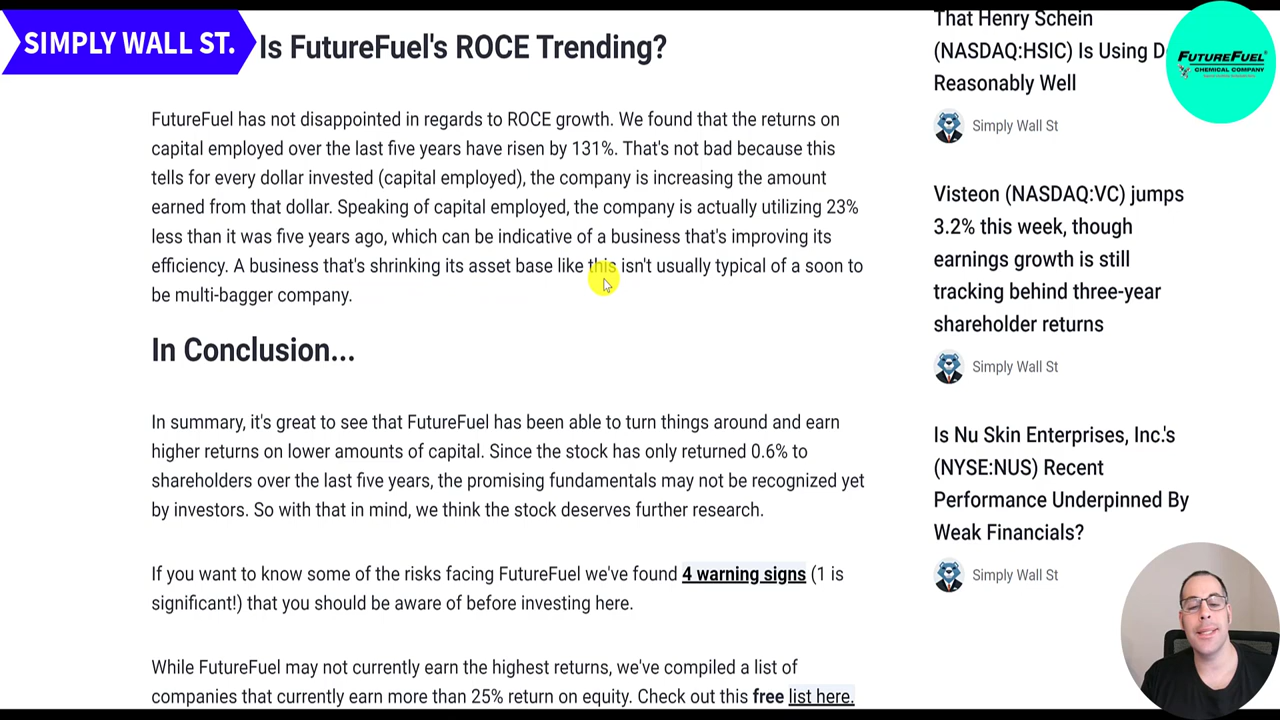 SIMPLY WALL ST.
Is FutureFuel's ROCE Trending?
FutureFuel has not disappointed in regards to ROCE growth. We found that the returns on
capital employed over the last five years have risen by 131%. That's not bad because this
tells for every dollar invested (capital employed), the company is increasing the amount
earned from that dollar. Speaking of capital employed, the company is actually utilizing 23%
less than it was five years ago, which can be indicative of a business that's improving its
efficiency. A business that's shrinking its asset base like this isn't usually typical of a soon to
be multi-bagger company.
In Conclusion...
In summary, it's great to see that FutureFuel has been able to turn things around and earn
higher returns on lower amounts of capital. Since the stock has only returned 0.6% to
shareholders over the last five years, the promising fundamentals may not be recognized yet
by investors. So with that in mind, we think the stock deserves further research.
If you want to know some of the risks facing FutureFuel we've found 4 warning signs (1 is
significant!) that you should be aware of before investing here.
While FutureFuel may not currently earn the highest returns, we've compiled a list of
companies that currently earn more than 25% return on equity. Check out this free list here.
That Henry Schein
(NASDAQ:HSIC) Is Using D
Reasonably Well
Simply Wall St
Visteon (NASDAQ:VC) jumps
3.2% this week, though
earnings growth is still
tracking behind three-year
shareholder returns
Simply Wall St
Is Nu Skin Enterprises, Inc.'s
(NYSE:NUS) Recent
Performance Underpinned By
Weak Financials?
Simply Wall St
FUTUREFUEL
CHEMICAL COMPANY